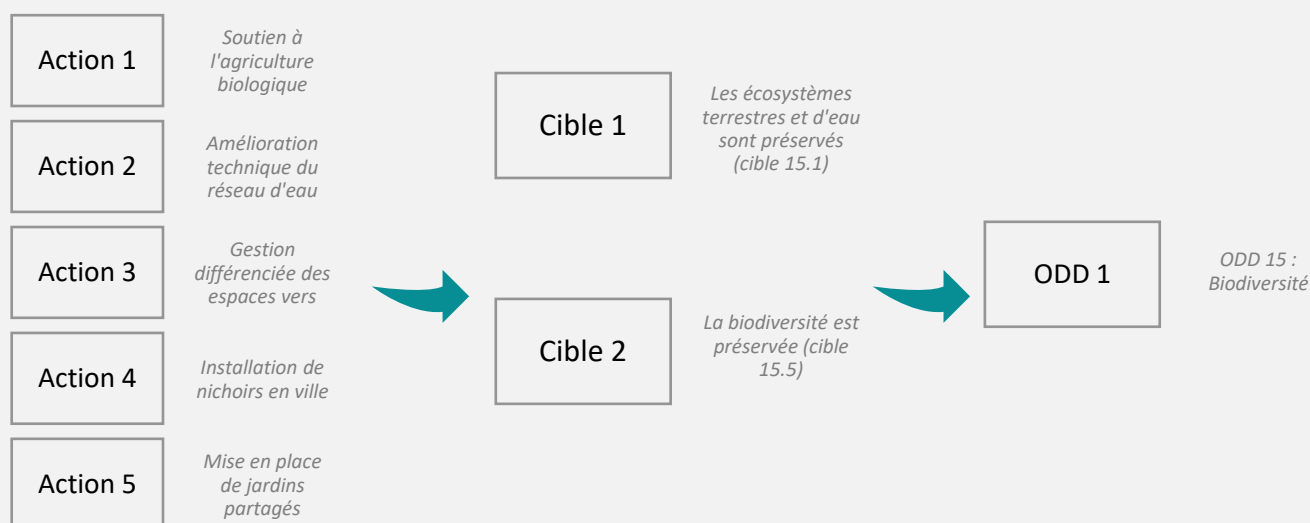 Action 1
Soutien à
l'agriculture
biologique
Action 2
Amélioration
technique du
réseau d'eau
Action 3
Gestion
différenciée des
espaces vers
Action 4
Installation de
nichoirs en ville
Action 5
Mise en place
de jardins
partagés
Cible 1
Les écosystèmes
terrestres et d'eau
sont préservés
(cible 15.1)
Cible 2
La biodiversité est
préservée (cible
15.5)
ODD 1
ODD 15 :
Biodiversité